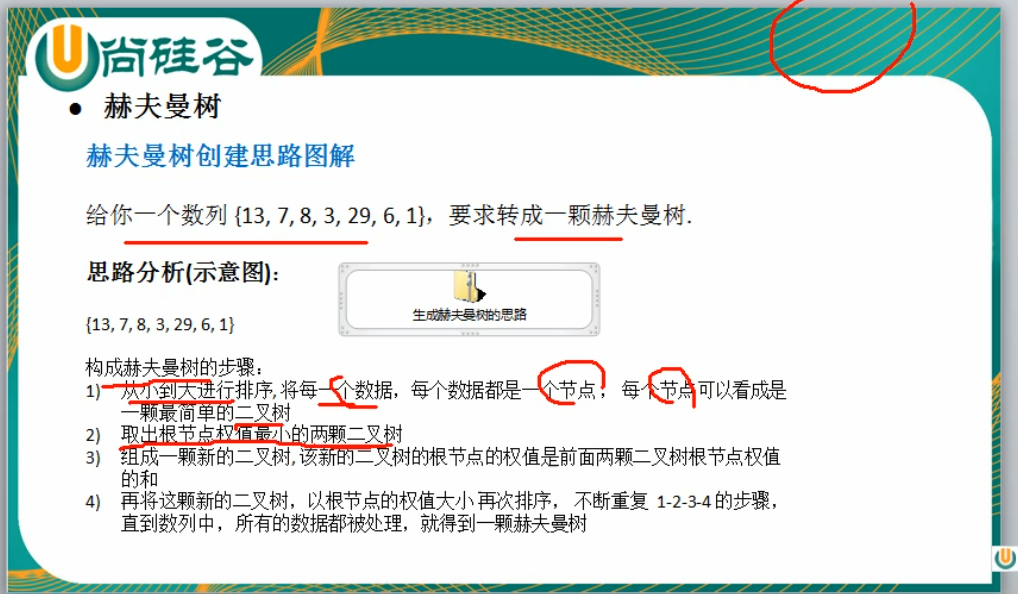 尚硅谷
● 赫夫曼树
赫夫曼树创建思路图解
给你一个数列 {13, 7, 8, 3, 29, 6, 1}，要求转成一颗赫夫曼树.
思路分析(示意图)：
生成赫夫曼树的思路
{13, 7, 8, 3, 29, 6, 1}
构成赫夫曼树的步骤：
1) 从小到大进行排序, 将每一个数据，每个数据都是一个节点 ， 每个节点可以看成是
一颗最简单的二叉树
2) 取出根节点权值最小的两颗二叉树
3) 组成一颗新的二叉树, 该新的二叉树的根节点的权值是前面两颗二叉树根节点权值
的和
4) 再将这颗新的二叉树，以根节点的权值大小 再次排序， 不断重复 1-2-3-4 的步骤，
直到数列中，所有的数据都被处理，就得到一颗赫夫曼树